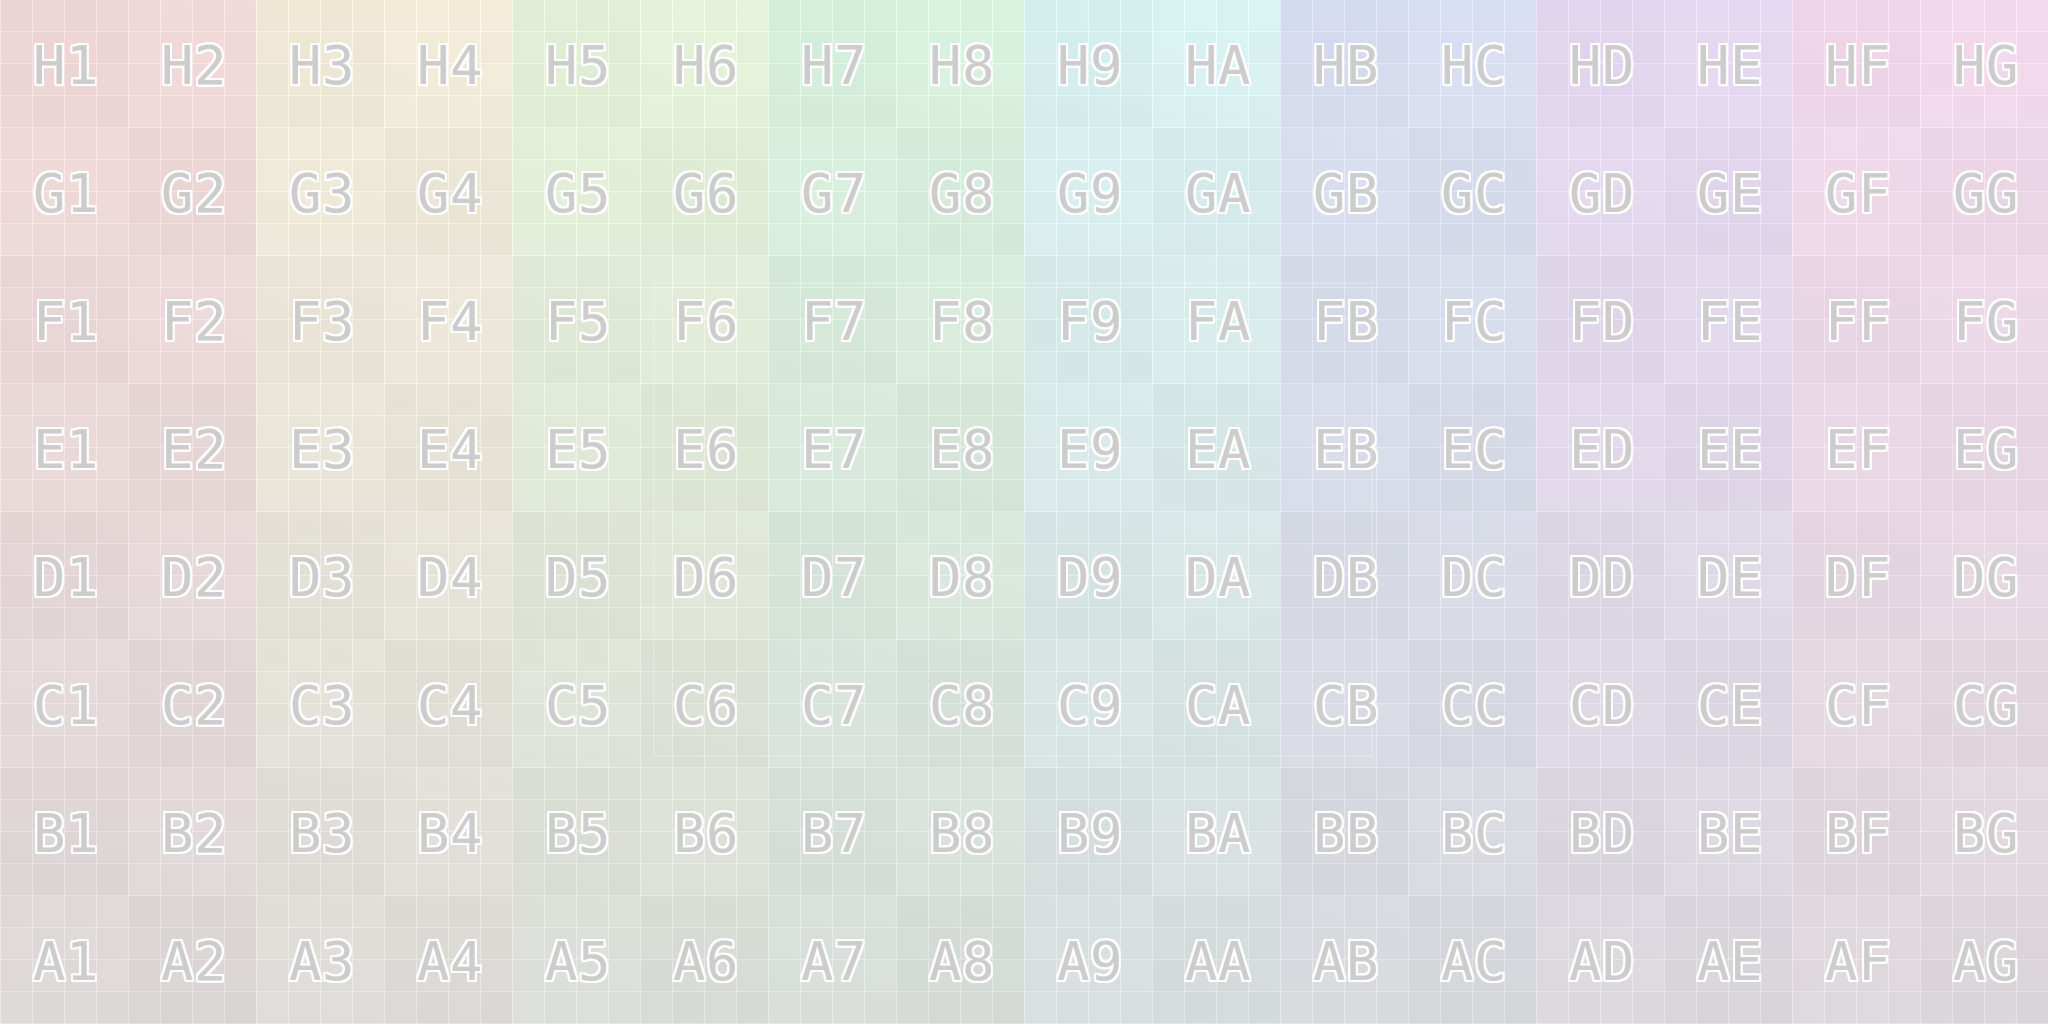 H1 H2 H3 H4 H5 H6 H7 H8 H9 HA HB HC HD HE HF HG
G1 G2 G3 G4 G5 G6 G7 G8 G9 GA GB GC GD GE GF GG
F1 F2 F3 F4 F5 F6 F7 F8 F9 FA FB FC FD FE FF FG
E1 E2 E3 E4 E5 E6 E7 E8 E9 EA EB EC ED EE EF EG
D1 D2 D3 D4 D5 D6 D7 D8 D9 DA DB DC DD DE DF DG
C1 C2 C3 C4 C5 C6 C7 C8 C9 CA CB CC CD CE CF CG
B1 B2 B3 B4 B5 B6 B7 B8 B9 BA BB BC BD BE BF BG
A1 A2 A3 A4 A5 A6 A7 A8 A9 AA AB AC AD AE AF AG